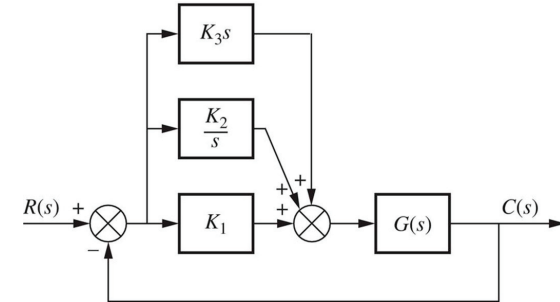 K₃s
K₂
s
+
+
R(s) + K₁ + G(s) C(s)
−